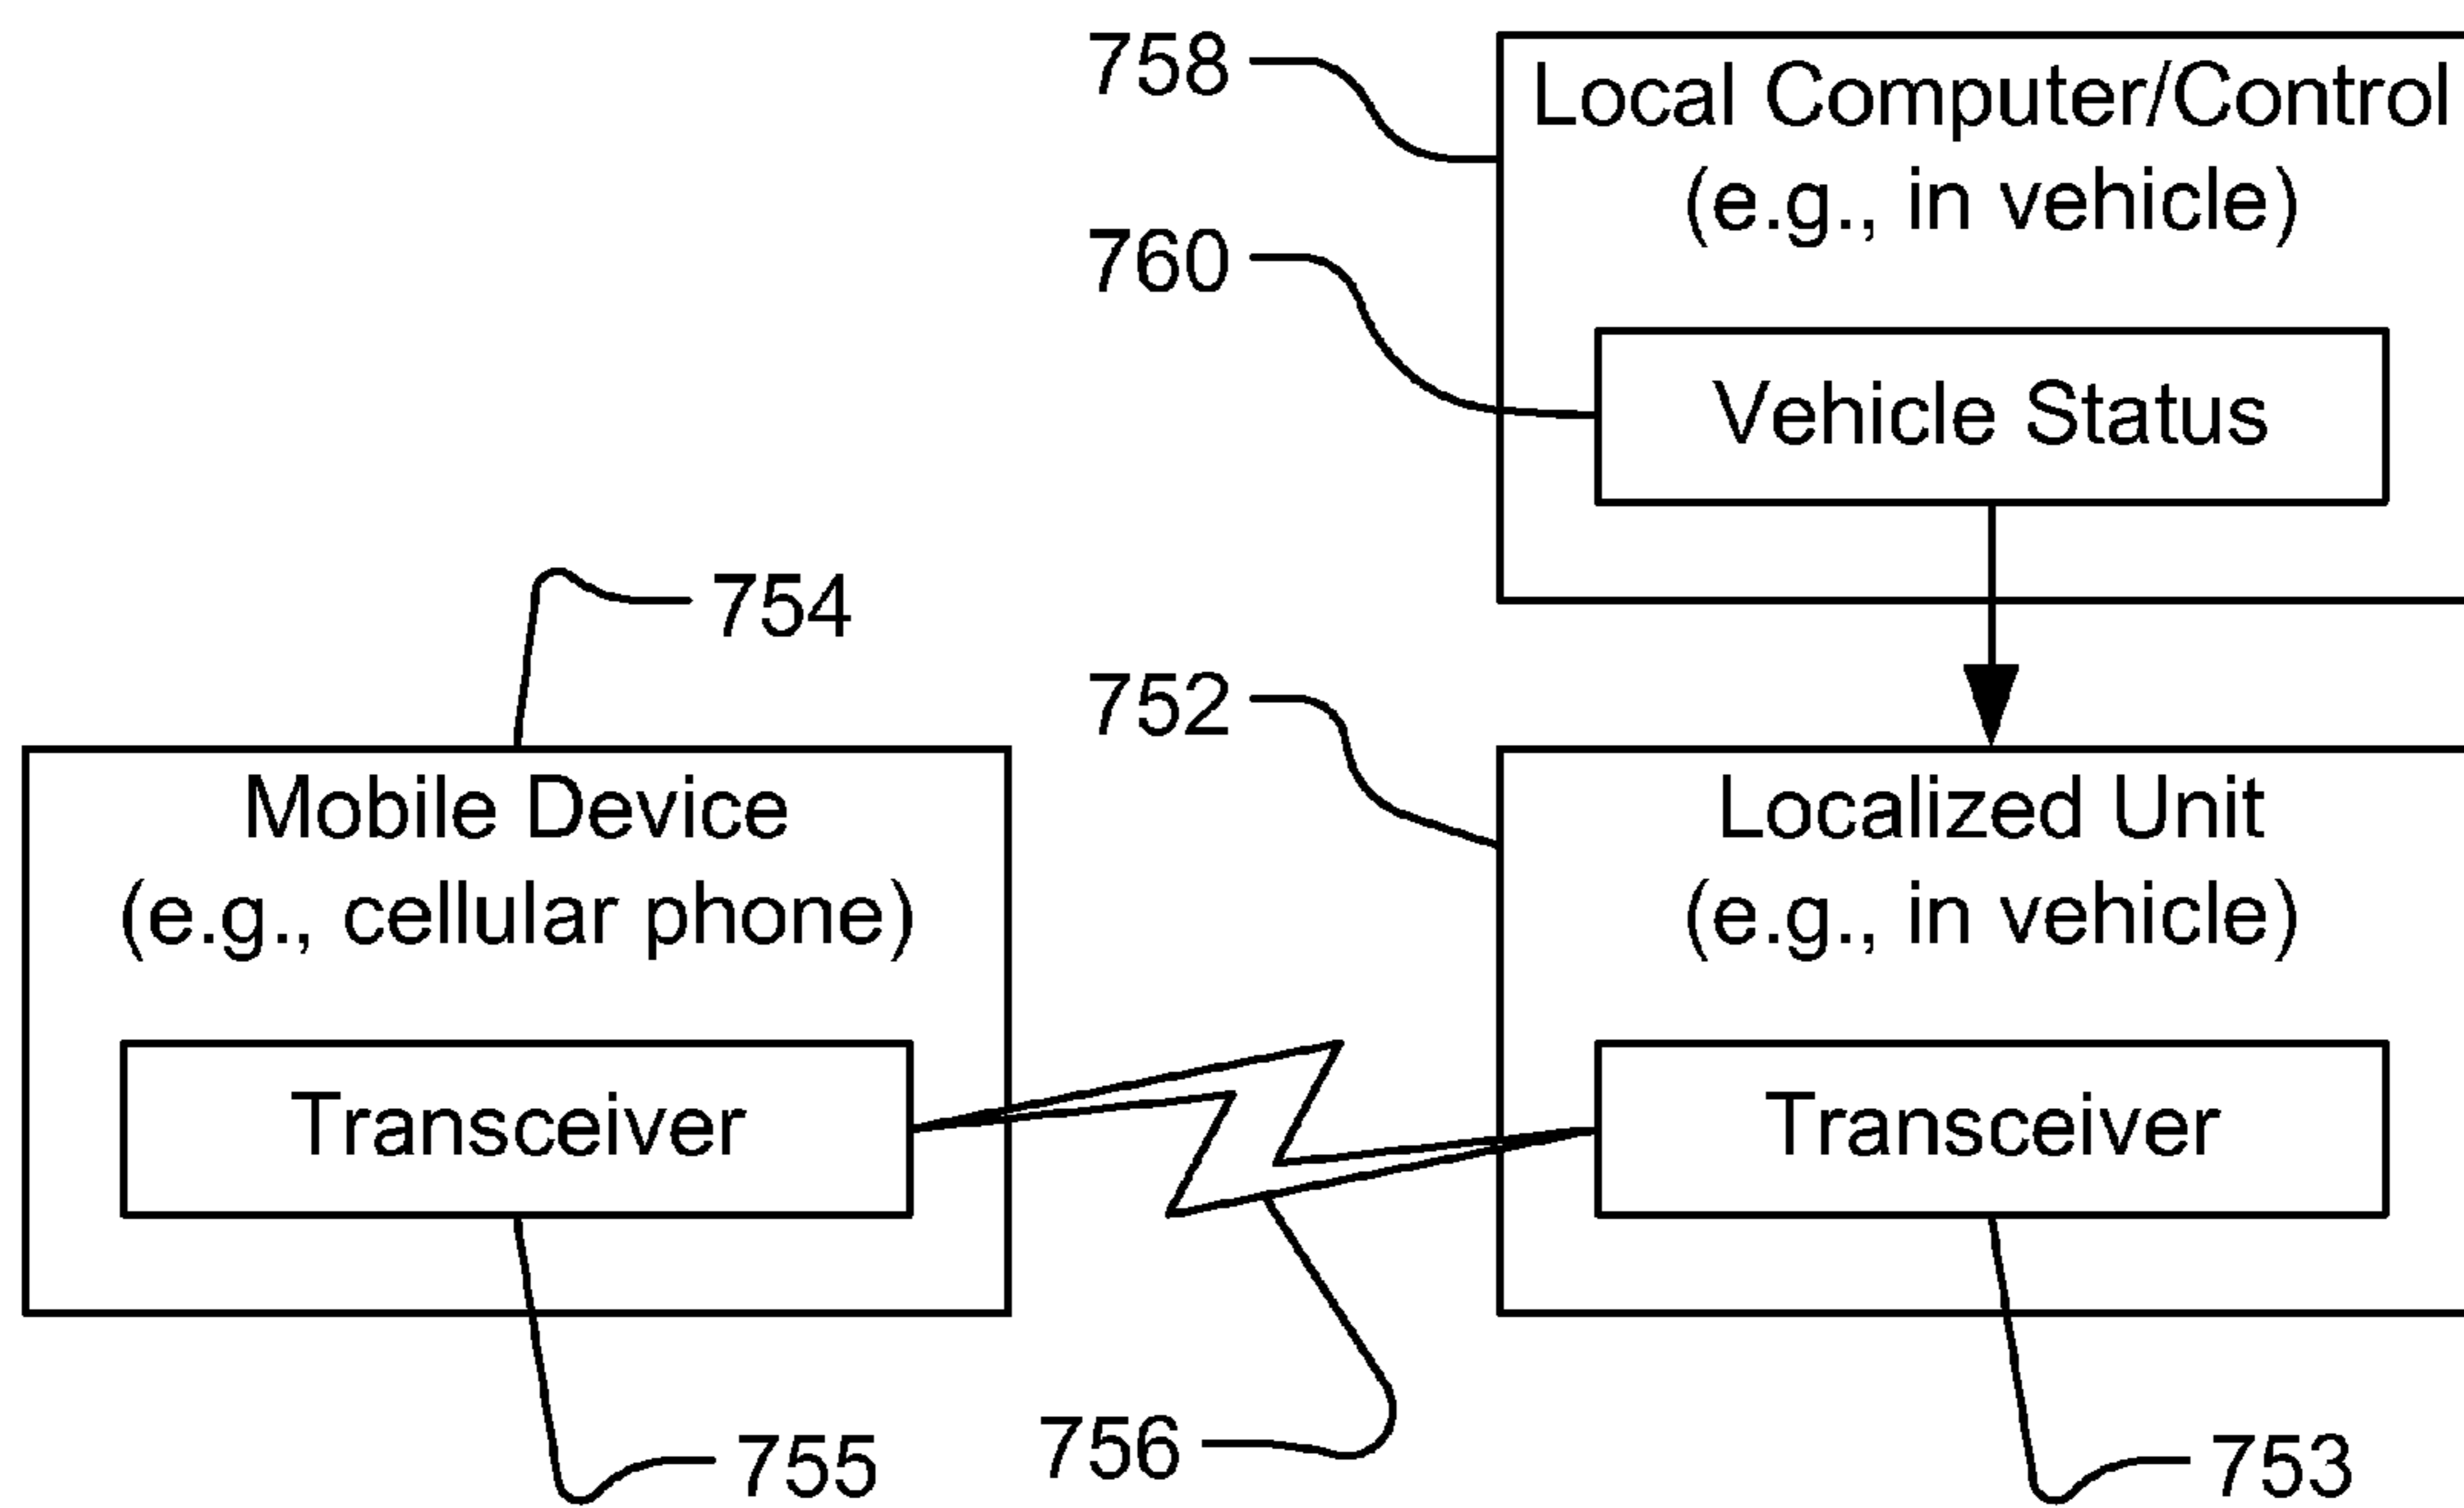 758
Local Computer/Control
(e.g., in vehicle)
760
Vehicle Status
754
752
Mobile Device
(e.g., cellular phone)
Localized Unit
(e.g., in vehicle)
Transceiver
Transceiver
755
756
753